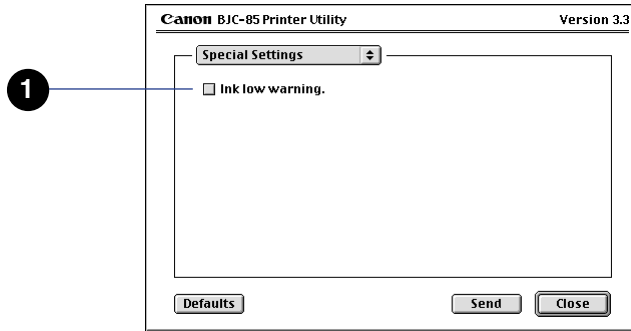 Canon BJC-85 Printer Utility Version 3.3
Special Settings
1 Ink low warning.
Defaults Send Close